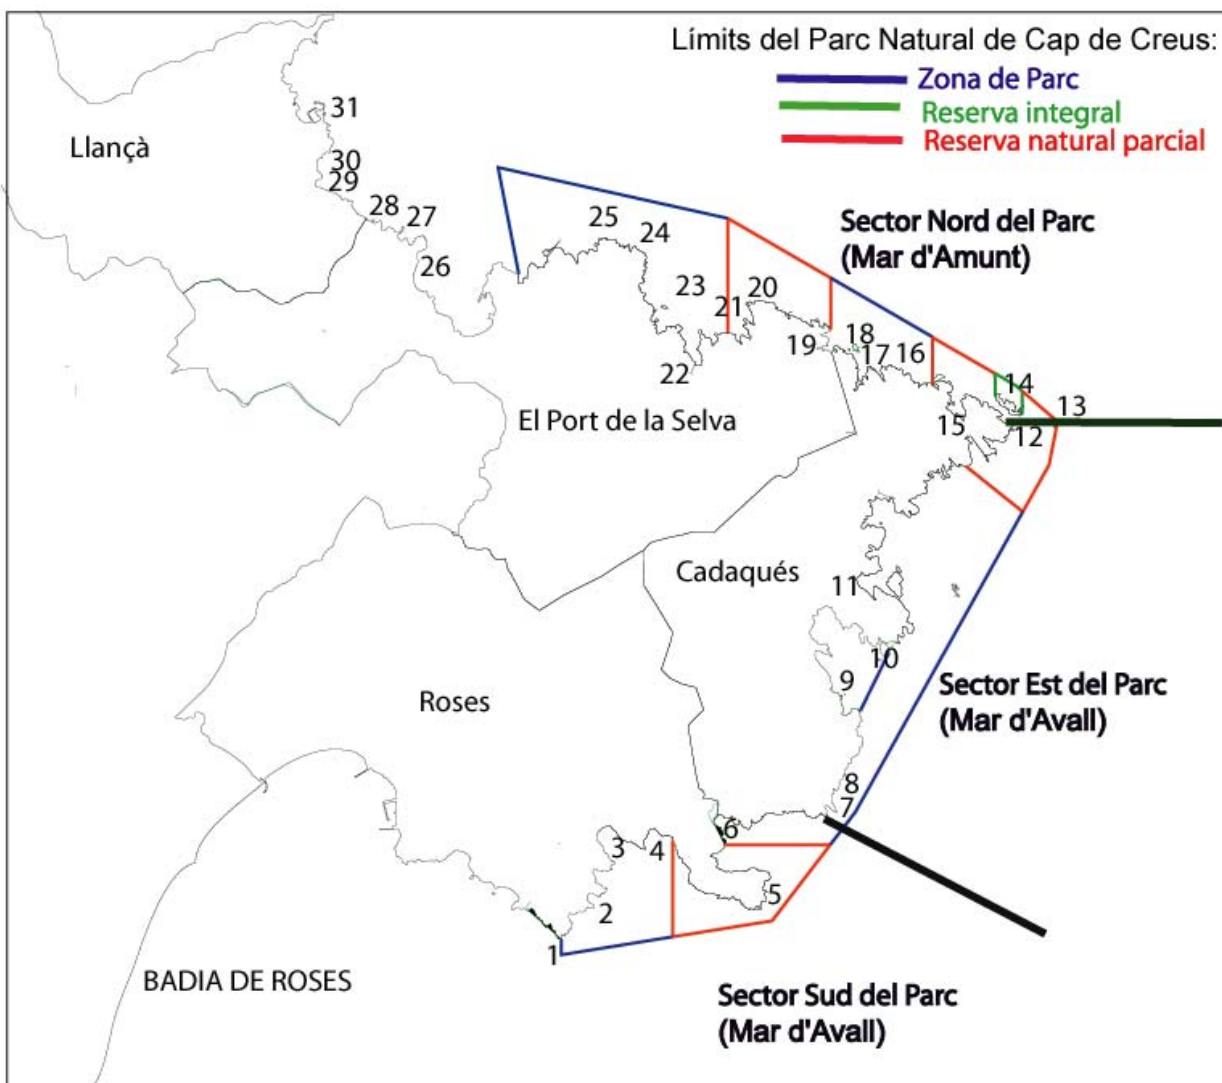 Límits del Parc Natural de Cap de Creus:
Zona de Parc
Reserva integral
Reserva natural parcial
31
Llançà
30
29
28
27
25
24
26
Sector Nord del Parc
(Mar d'Amunt)
23
20
21
19
18
17
16
22
14
13
15
12
El Port de la Selva
Cadaqués
11
10
9
Roses
Sector Est del Parc
(Mar d'Avall)
8
7
6
3
4
5
2
1
BADIA DE ROSES
Sector Sud del Parc
(Mar d'Avall)